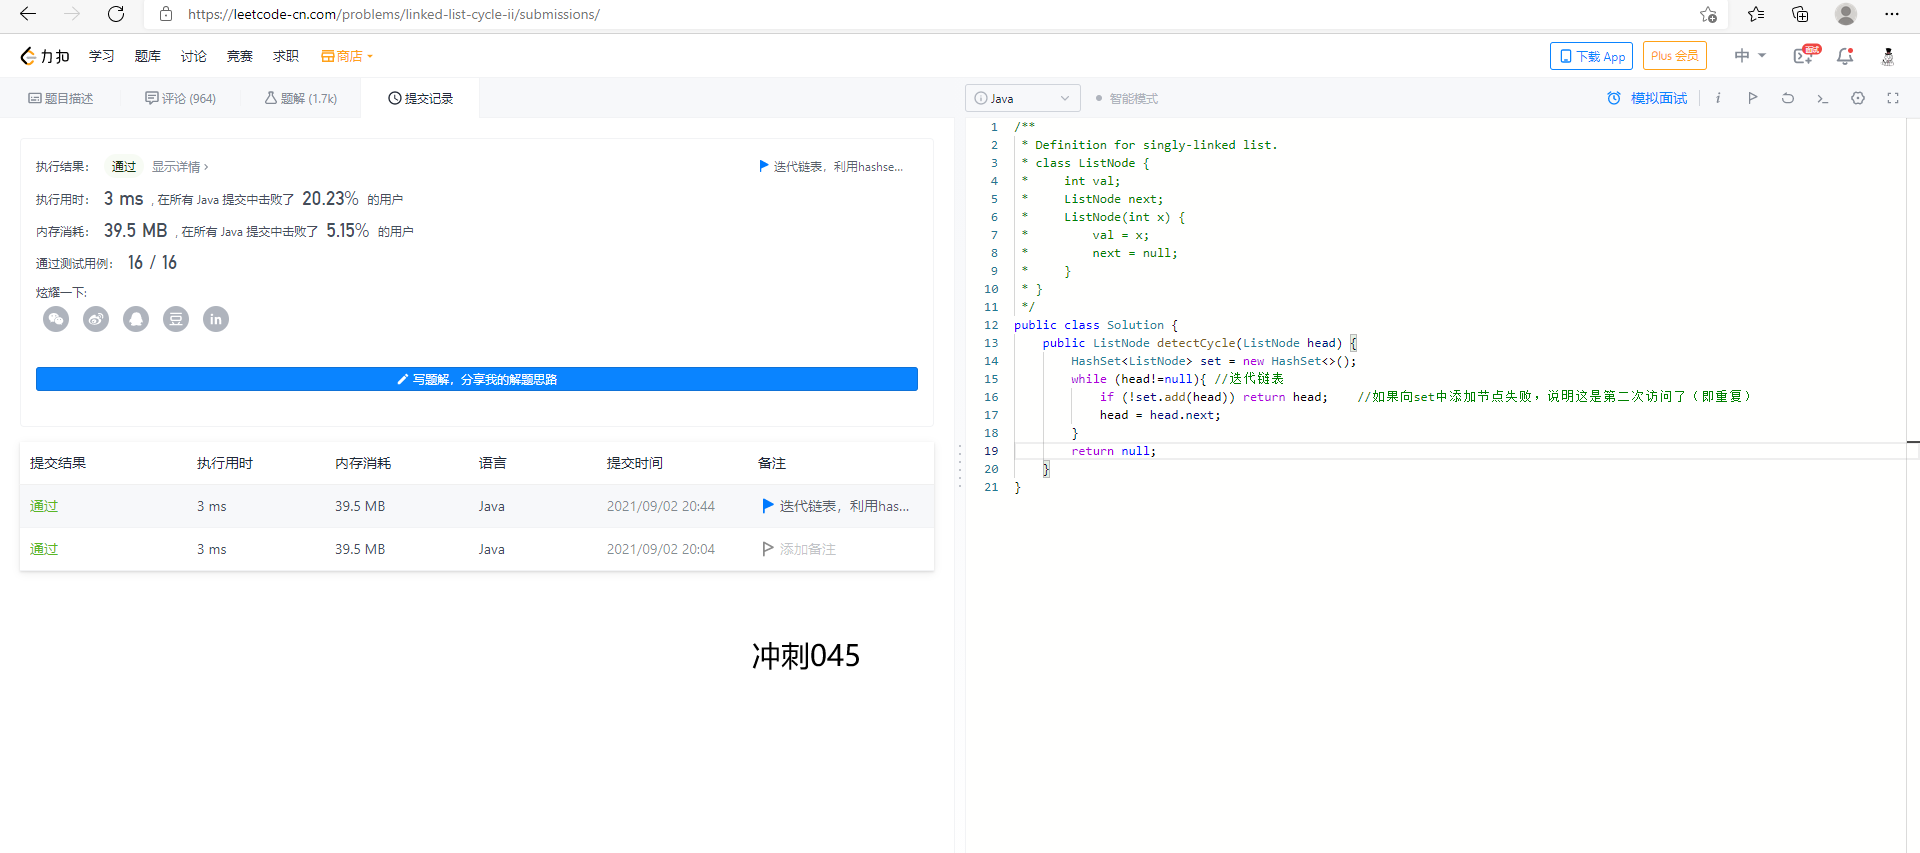 https://leetcode-cn.com/problems/linked-list-cycle-ii/submissions/
力扣 学习 题库 讨论 竞赛 求职 商店 下载 App Plus 会员 中 面试
题目描述 评论 (964) 题解 (1.7k) 提交记录
Java 智能模式 模拟面试
执行结果： 通过 显示详情 › 迭代链表，利用hashse...
执行用时： 3 ms , 在所有 Java 提交中击败了 20.23% 的用户
内存消耗： 39.5 MB , 在所有 Java 提交中击败了 5.15% 的用户
通过测试用例： 16 / 16
炫耀一下:
豆 in
写题解，分享我的解题思路
提交结果 执行用时 内存消耗 语言 提交时间 备注
通过 3 ms 39.5 MB Java 2021/09/02 20:44 迭代链表，利用has...
通过 3 ms 39.5 MB Java 2021/09/02 20:04 添加备注
冲刺045
1 /**
2 * Definition for singly-linked list.
3 * class ListNode {
4 *     int val;
5 *     ListNode next;
6 *     ListNode(int x) {
7 *         val = x;
8 *         next = null;
9 *     }
10 * }
11 */
12 public class Solution {
13     public ListNode detectCycle(ListNode head) {
14         HashSet<ListNode> set = new HashSet<>();
15         while (head!=null){ //迭代链表
16             if (!set.add(head)) return head;    //如果向set中添加节点失败，说明这是第二次访问了（即重复）
17             head = head.next;
18         }
19         return null;
20     }
21 }